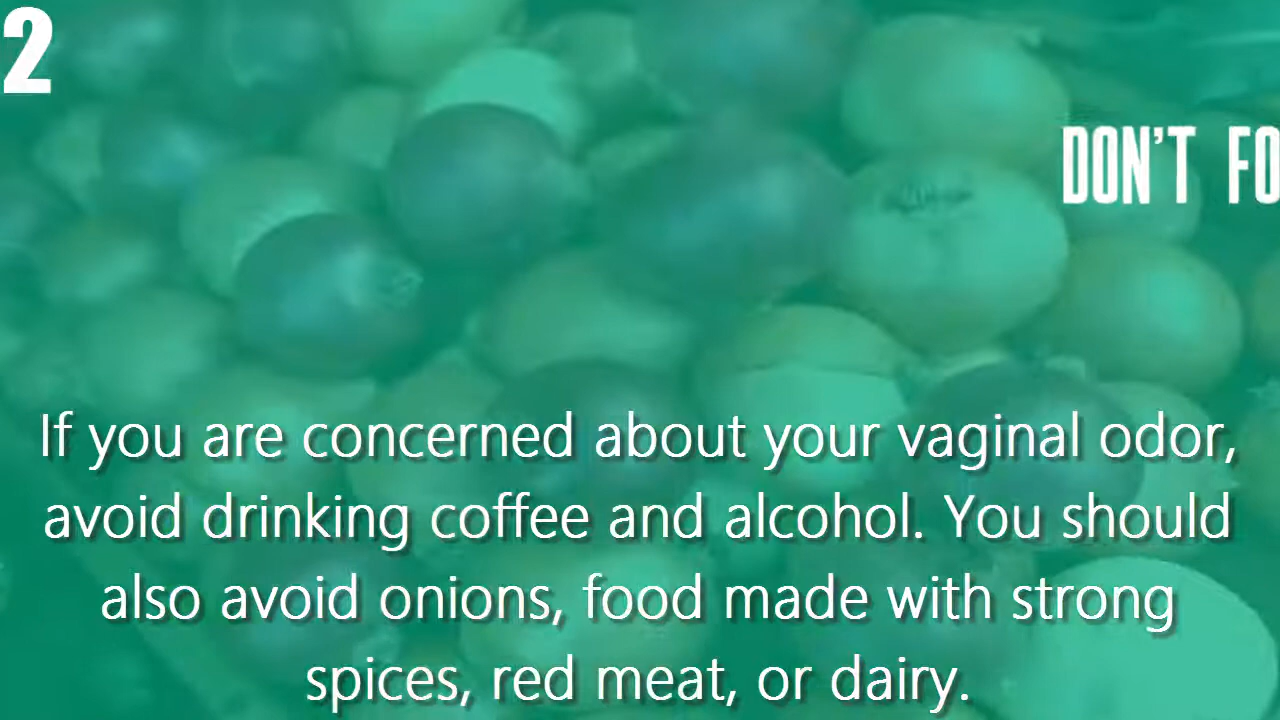 2
DON'T FO
If you are concerned about your vaginal odor,
avoid drinking coffee and alcohol. You should
also avoid onions, food made with strong
spices, red meat, or dairy.